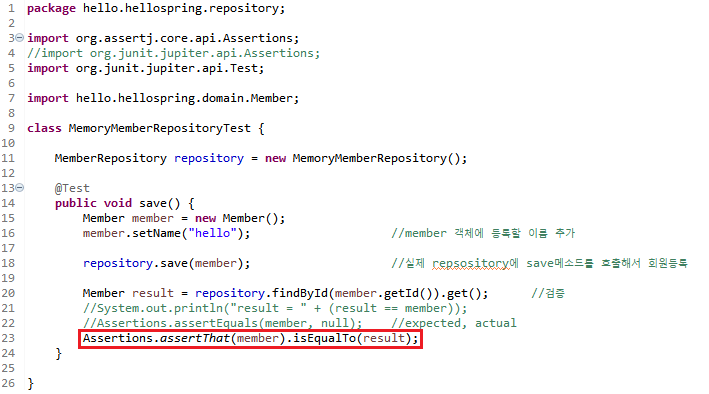 1 package hello.hellospring.repository;
2
3 import org.assertj.core.api.Assertions;
4 //import org.junit.jupiter.api.Assertions;
5 import org.junit.jupiter.api.Test;
6
7 import hello.hellospring.domain.Member;
8
9 class MemoryMemberRepositoryTest {
10
11 MemberRepository repository = new MemoryMemberRepository();
12
13 @Test
14 public void save() {
15 Member member = new Member();
16 member.setName("hello"); //member 객체에 등록할 이름 추가
17
18 repository.save(member); //실제 repsository에 save메소드를 호출해서 회원등록
19
20 Member result = repository.findById(member.getId()).get(); //검증
21 //System.out.println("result = " + (result == member));
22 //Assertions.assertEquals(member, null); //expected, actual
23 Assertions.assertThat(member).isEqualTo(result);
24 }
25
26 }